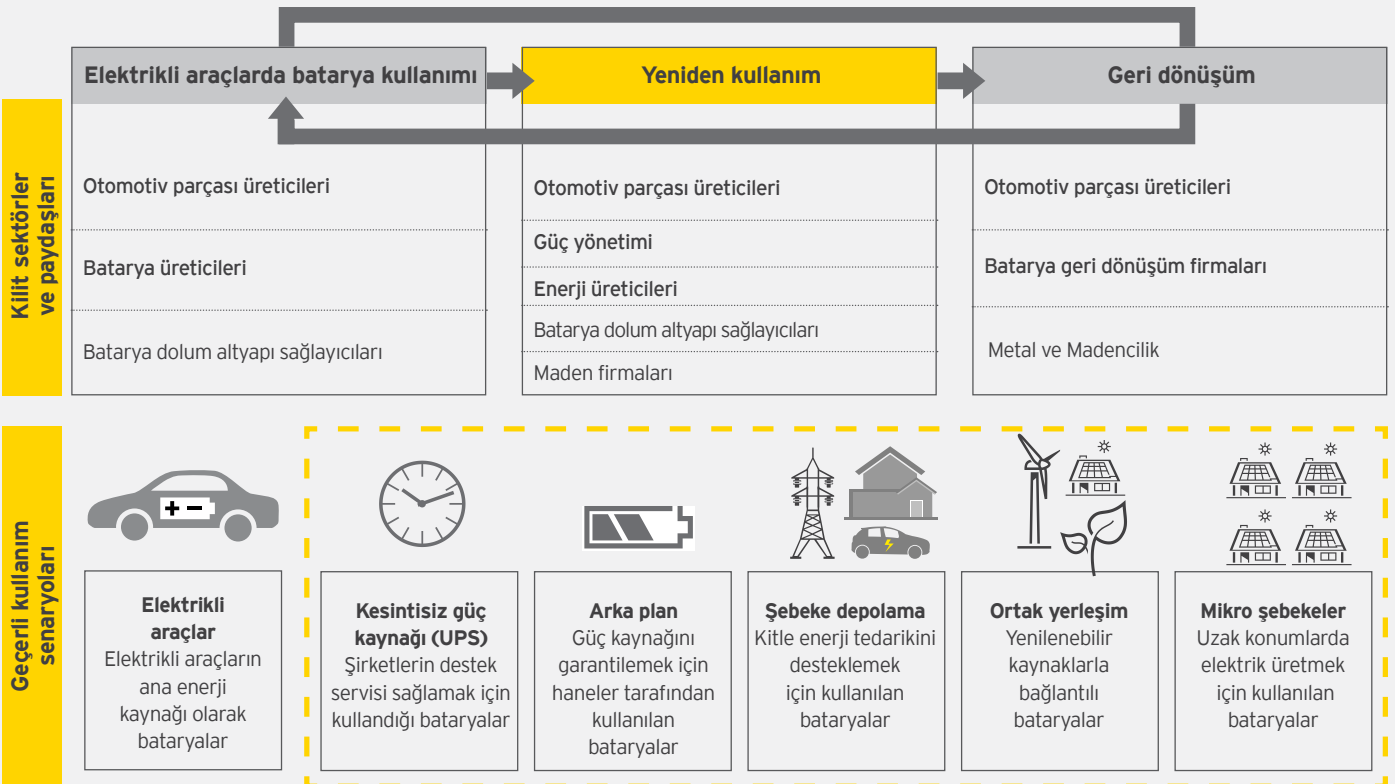 Elektrikli araçlarda batarya kullanımı
Yeniden kullanım
Geri dönüşüm
Kilit sektörler
ve paydaşları
Otomotiv parçası üreticileri
Batarya üreticileri
Batarya dolum altyapı sağlayıcıları
Otomotiv parçası üreticileri
Güç yönetimi
Enerji üreticileri
Batarya dolum altyapı sağlayıcıları
Maden firmaları
Otomotiv parçası üreticileri
Batarya geri dönüşüm firmaları
Metal ve Madencilik
Geçerli kullanım
senaryoları
Elektrikli
araçlar
Elektrikli araçların
ana enerji
kaynağı olarak
bataryalar
Kesintisiz güç
kaynağı (UPS)
Şirketlerin destek
servisi sağlamak için
kullandığı bataryalar
Arka plan
Güç kaynağını
garantilemek için
haneler tarafından
kullanılan
bataryalar
Şebeke depolama
Kitle enerji tedarikini
desteklemek
için kullanılan
bataryalar
Ortak yerleşim
Yenilenebilir
kaynaklarla
bağlantılı
bataryalar
Mikro şebekeler
Uzak konumlarda
elektrik üretmek
için kullanılan
bataryalar